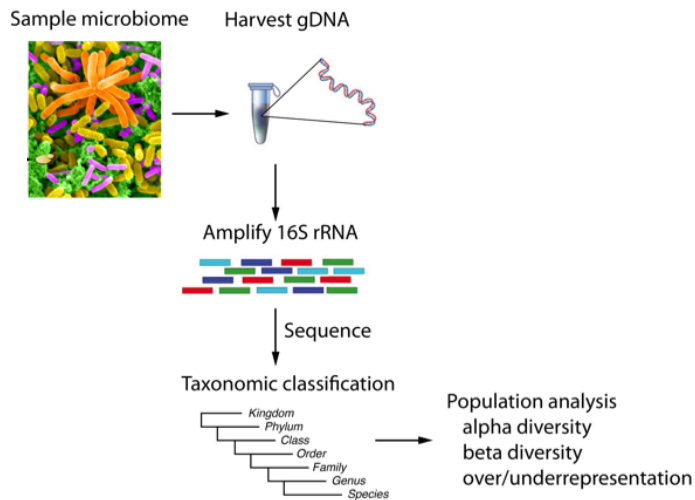 Sample microbiome
Harvest gDNA
Amplify 16S rRNA
Sequence
Taxonomic classification
Kingdom
Phylum
Class
Order
Family
Genus
Species
Population analysis
alpha diversity
beta diversity
over/underrepresentation